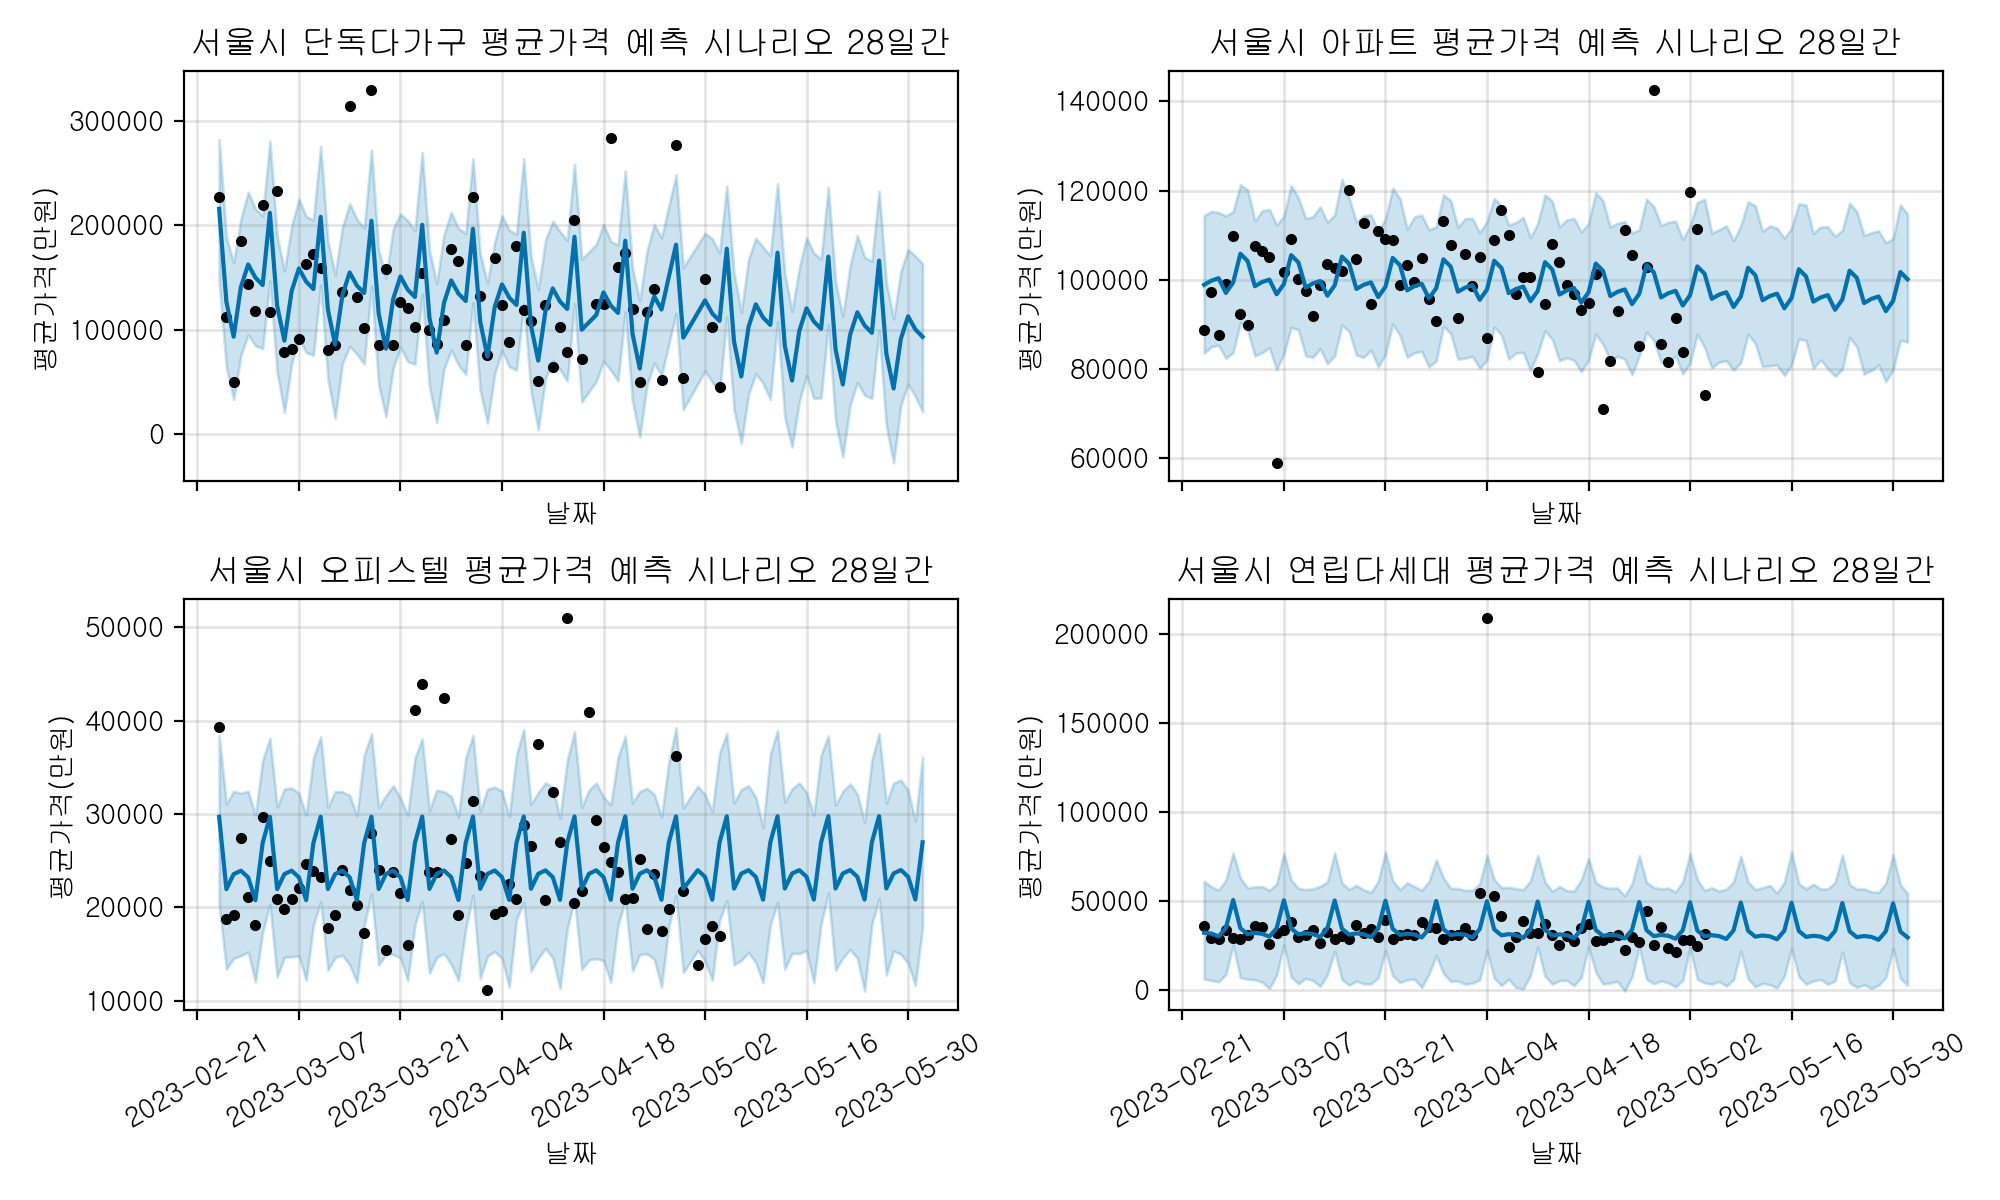 서울시 단독다가구 평균가격 예측 시나리오 28일간
300000
200000
100000
0
평균가격(만원)
날짜
서울시 아파트 평균가격 예측 시나리오 28일간
140000
120000
100000
80000
60000
평균가격(만원)
날짜
서울시 오피스텔 평균가격 예측 시나리오 28일간
50000
40000
30000
20000
10000
평균가격(만원)
2023-02-21
2023-03-07
2023-03-21
2023-04-04
2023-04-18
2023-05-02
2023-05-16
2023-05-30
날짜
서울시 연립다세대 평균가격 예측 시나리오 28일간
200000
150000
100000
50000
0
평균가격(만원)
2023-02-21
2023-03-07
2023-03-21
2023-04-04
2023-04-18
2023-05-02
2023-05-16
2023-05-30
날짜